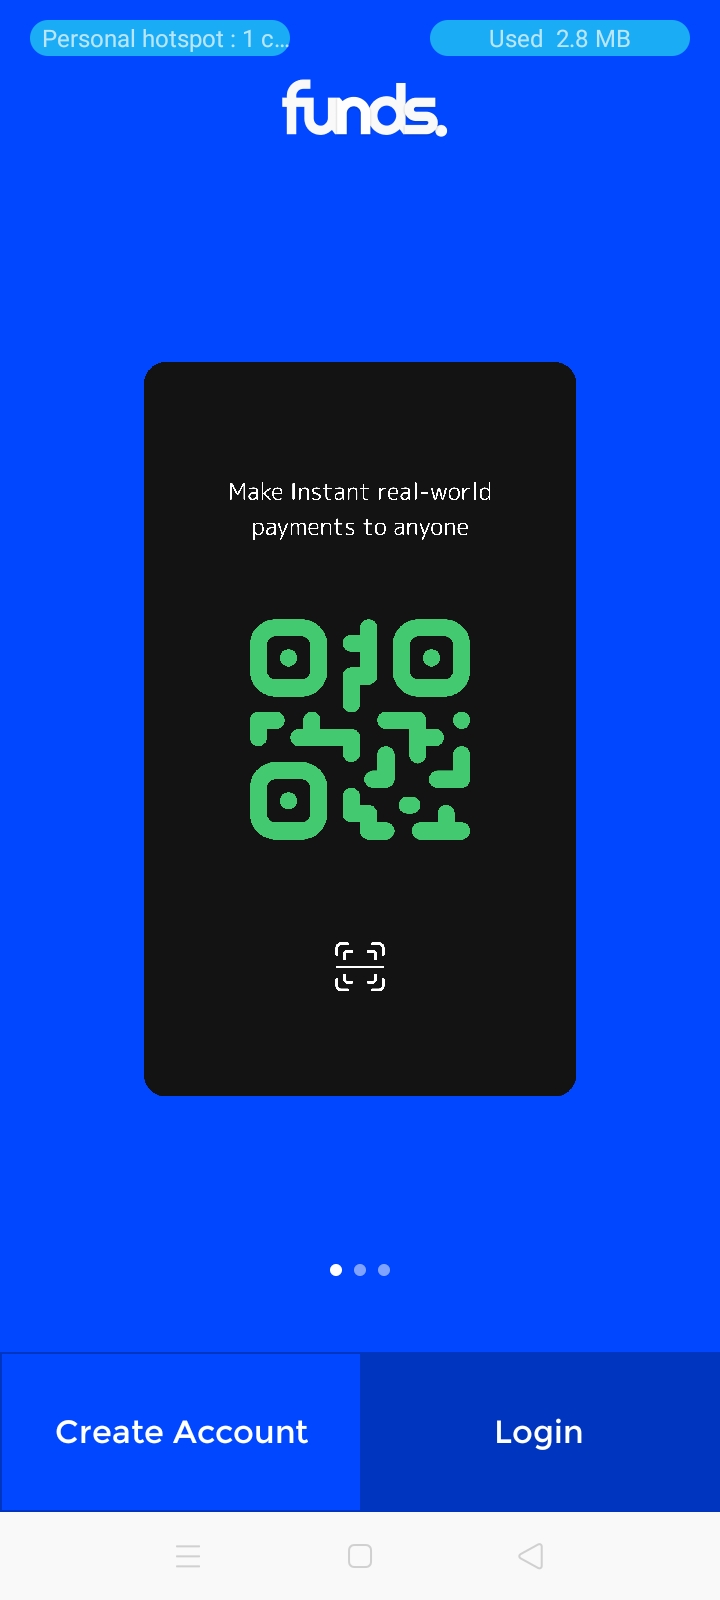 Personal hotspot : 1 c...
Used 2.8 MB
funds.
Make Instant real-world
payments to anyone
Create Account
Login